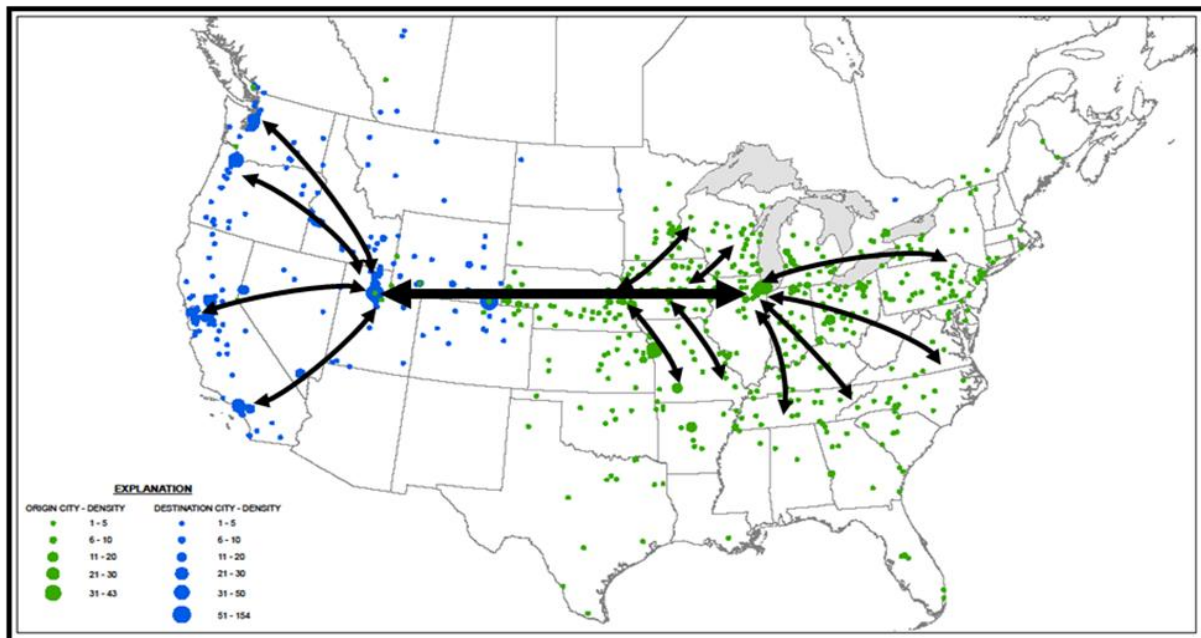 EXPLANATION
ORIGIN CITY - DENSITY DESTINATION CITY - DENSITY
1 - 5 1 - 5
6 - 10 6 - 10
11 - 20 11 - 20
21 - 30 21 - 30
31 - 43 31 - 50
51 - 154